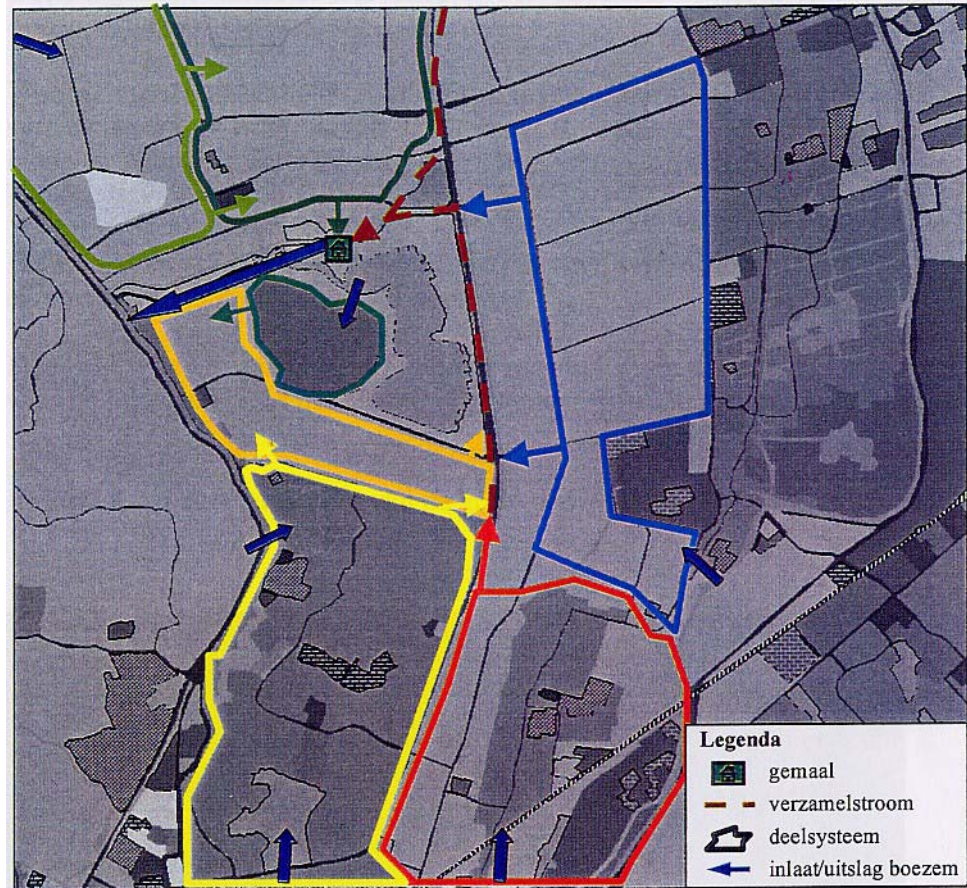 Legenda
gemaal
verzamelstroom
deelsysteem
inlaat/uitslag boezem